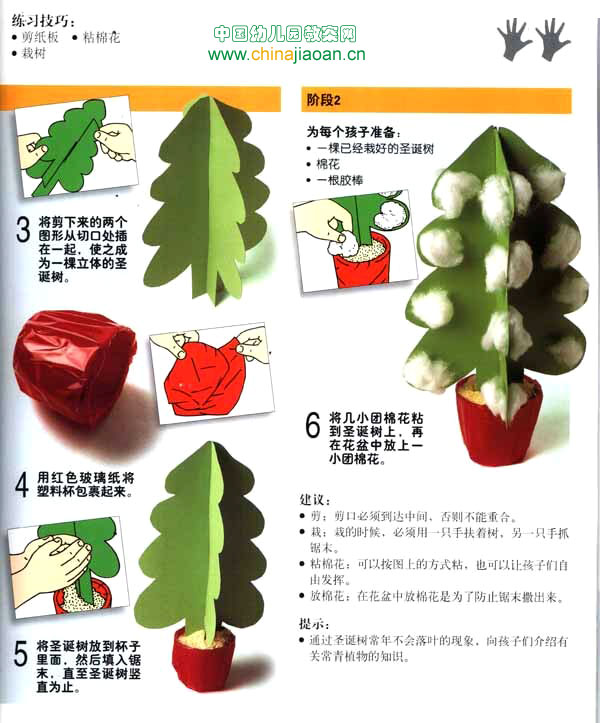 练习技巧：
● 剪纸板 ● 粘棉花
● 栽树
中国幼儿园教案网
www.chinajiaoan.cn
3 将剪下来的两个
图形从切口处插
在一起，使之成
为一棵立体的圣
诞树。
4 用红色玻璃纸将
塑料杯包裹起来。
5 将圣诞树放到杯子
里面，然后填入锯
末，直至圣诞树竖
直为止。
阶段2
为每个孩子准备：
● 一棵已经栽好的圣诞树
● 棉花
● 一根胶棒
6 将几小团棉花粘
到圣诞树上，再
在花盆中放上一
小团棉花。
建议：
● 剪：剪口必须到达中间，否则不能重合。
● 栽：栽的时候，必须用一只手扶着树，另一只手抓
锯末。
● 粘棉花：可以按图上的方式粘，也可以让孩子们自
由发挥。
● 放棉花：在花盆中放棉花是为了防止锯末撒出来。
提示：
● 通过圣诞树常年不会落叶的现象，向孩子们介绍有
关常青植物的知识。